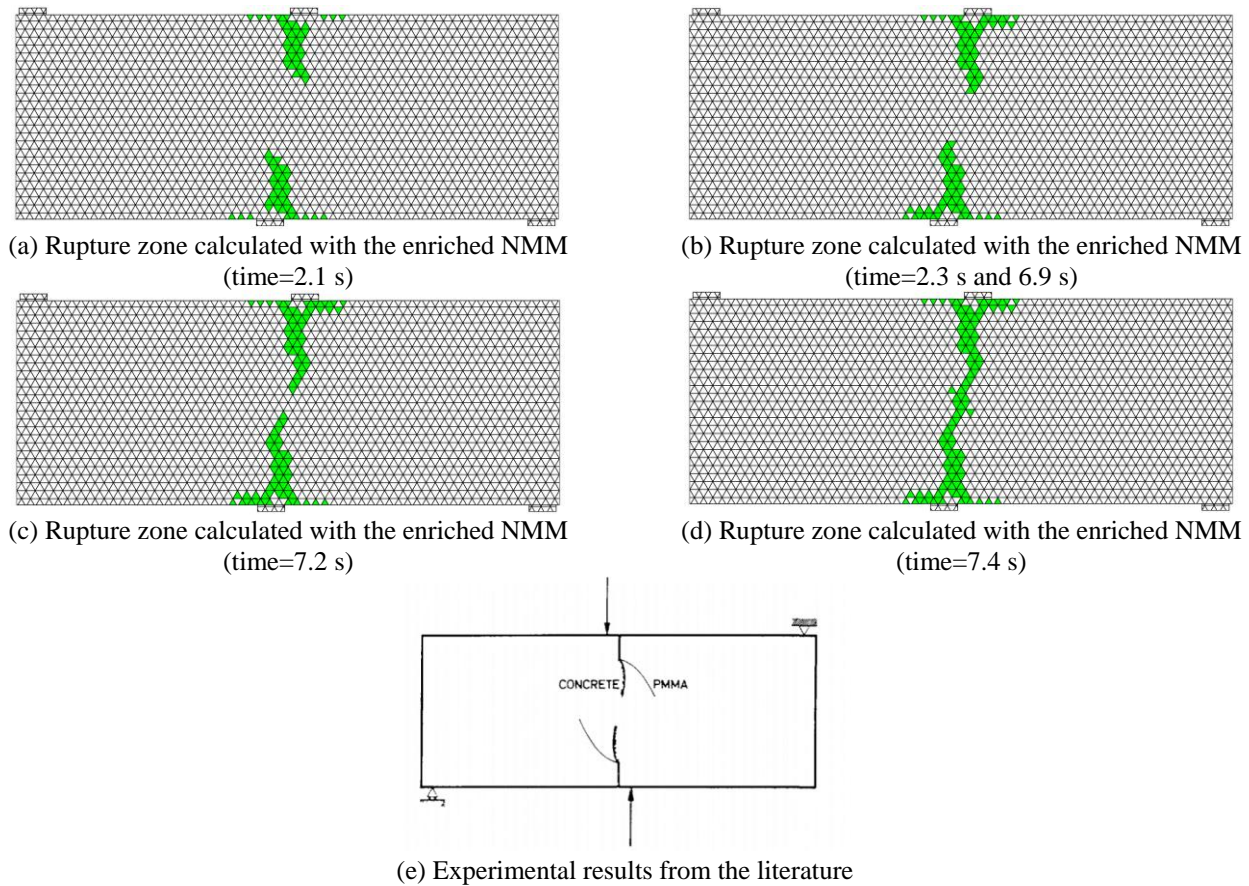 (a) Rupture zone calculated with the enriched NMM
(time=2.1 s)
(b) Rupture zone calculated with the enriched NMM
(time=2.3 s and 6.9 s)
(c) Rupture zone calculated with the enriched NMM
(time=7.2 s)
(d) Rupture zone calculated with the enriched NMM
(time=7.4 s)
CONCRETE PMMA
(e) Experimental results from the literature